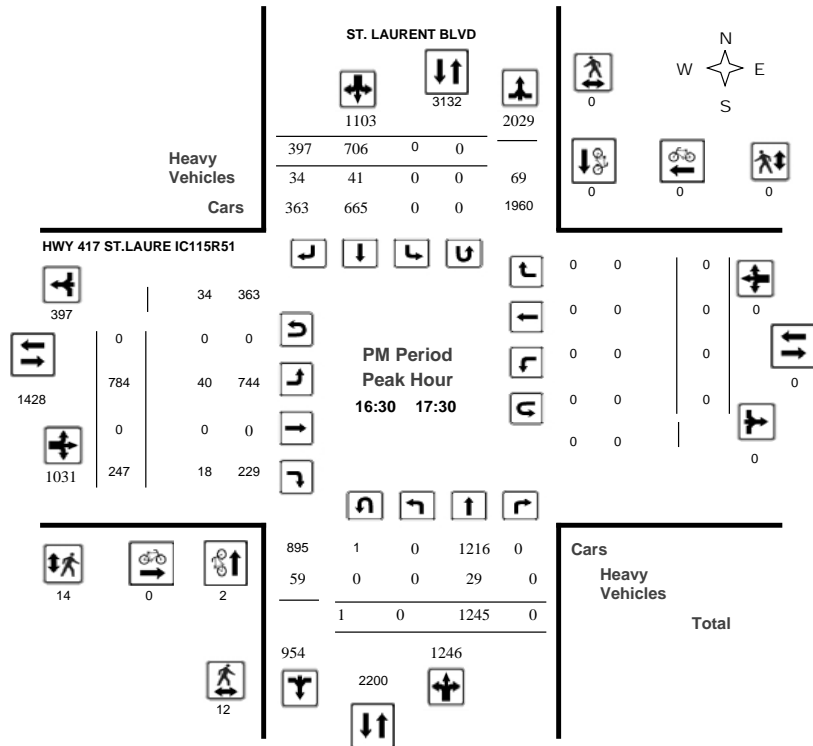 ST. LAURENT BLVD
N
W E
S
3132
0
1103 2029
397 706 0 0
Heavy
Vehicles 34 41 0 0 69
Cars 363 665 0 0 1960
0 0 0
HWY 417 ST.LAURE IC115R51
397 34 363
0 0 0
784 40 744
1428
0 0 0
1031 247 18 229
PM Period
Peak Hour
16:30 17:30
0 0 0
0 0 0 0
0 0 0
0
0 0 0
0 0
0
895 1 0 1216 0 Cars
59 0 0 29 0 Heavy
Vehicles
1 0 1245 0 Total
14 0 2
954 2200 1246
12